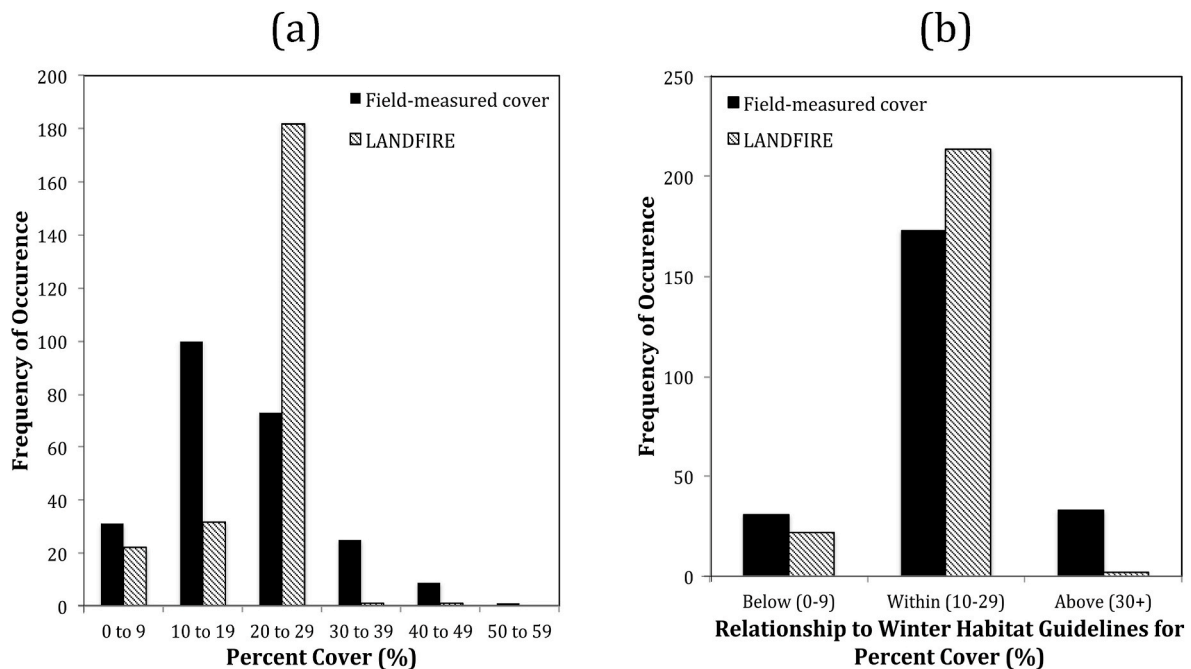 (a)
200
180
160
140
120
100
80
60
40
20
0
Frequency of Occurence
Field-measured cover
LANDFIRE
0 to 9 10 to 19 20 to 29 30 to 39 40 to 49 50 to 59
Percent Cover (%)
(b)
250
200
150
100
50
0
Frequency of Occurence
Field-measured cover
LANDFIRE
Below (0-9) Within (10-29) Above (30+)
Relationship to Winter Habitat Guidelines for
Percent Cover (%)